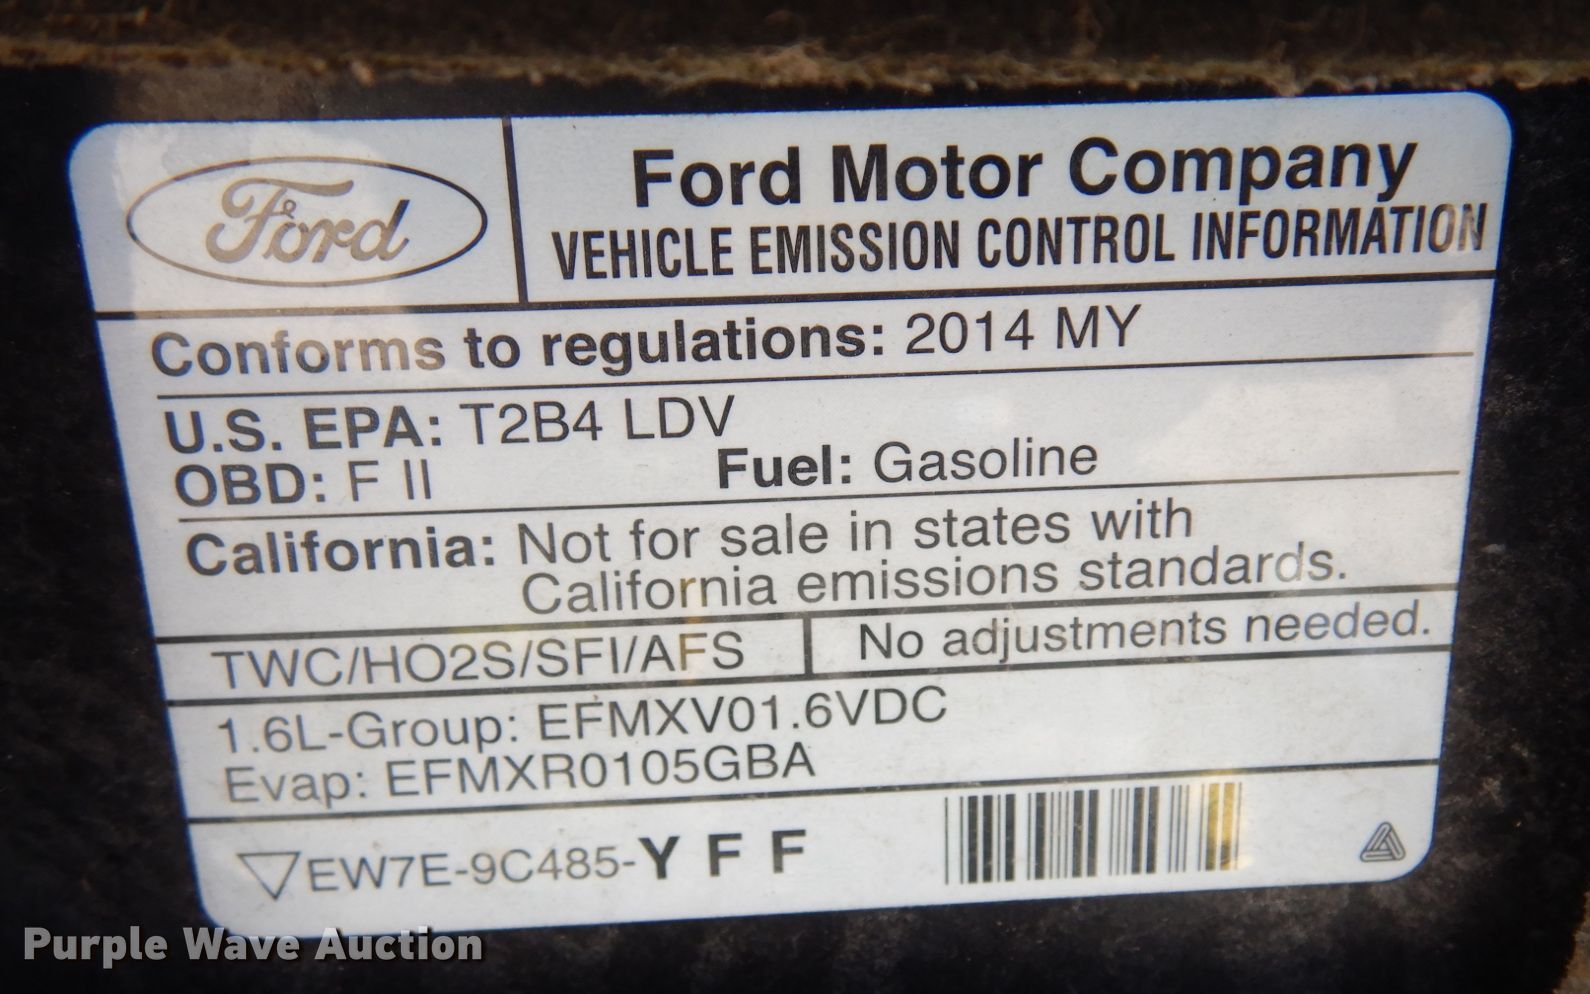 Ford
Ford Motor Company
VEHICLE EMISSION CONTROL INFORMATION
Conforms to regulations: 2014 MY
U.S. EPA: T2B4 LDV
OBD: F II Fuel: Gasoline
California: Not for sale in states with
California emissions standards.
TWC/HO2S/SFI/AFS No adjustments needed.
1.6L-Group: EFMXV01.6VDC
Evap: EFMXR0105GBA
EW7E-9C485-Y F F
Purple Wave Auction